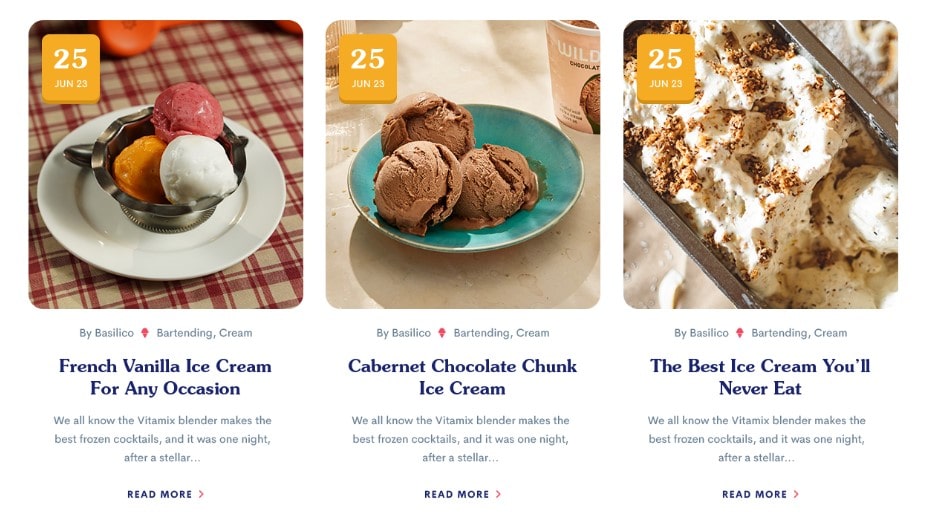 25
JUN 23
25
JUN 23
WILD
CHOCOLAT
25
JUN 23
By Basilico Bartending, Cream
French Vanilla Ice Cream
For Any Occasion
We all know the Vitamix blender makes the
best frozen cocktails, and it was one night,
after a stellar...
READ MORE
By Basilico Bartending, Cream
Cabernet Chocolate Chunk
Ice Cream
We all know the Vitamix blender makes the
best frozen cocktails, and it was one night,
after a stellar...
READ MORE
By Basilico Bartending, Cream
The Best Ice Cream You’ll
Never Eat
We all know the Vitamix blender makes the
best frozen cocktails, and it was one night,
after a stellar...
READ MORE